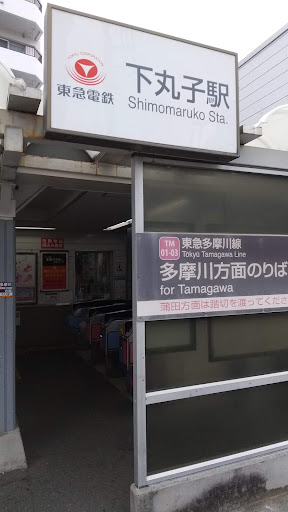 東急電鉄
下丸子駅
Shimomaruko Sta.
TM
01-03
東急多摩川線
Tokyu Tamagawa Line
多摩川方面のりば
for Tamagawa
蒲田方面は踏切を渡ってくださ